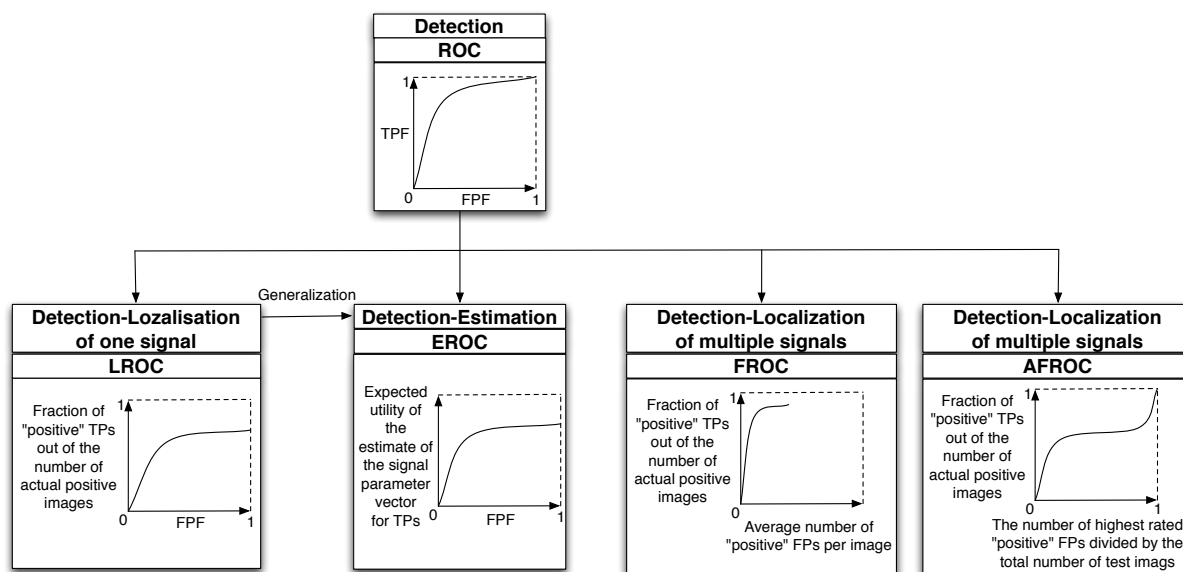 Detection
ROC
1
TPF
0
FPF
1
Generalization
Detection-Lozalisation
of one signal
LROC
Fraction of
"positive" TPs
out of the
number of
actual positive
images
1
0
FPF
1
Detection-Estimation
EROC
Expected
utility of
the
estimate of
the signal
parameter
vector
for TPs
1
0
FPF
1
Detection-Localization
of multiple signals
FROC
Fraction of
"positive" TPs
out of the
number of
actual positive
images
1
0
Average number of
"positive" FPs per image
Detection-Localization
of multiple signals
AFROC
Fraction of
"positive" TPs
out of the
number of
actual positive
images
1
0
1
The number of highest rated
"positive" FPs divided by the
total number of test imags